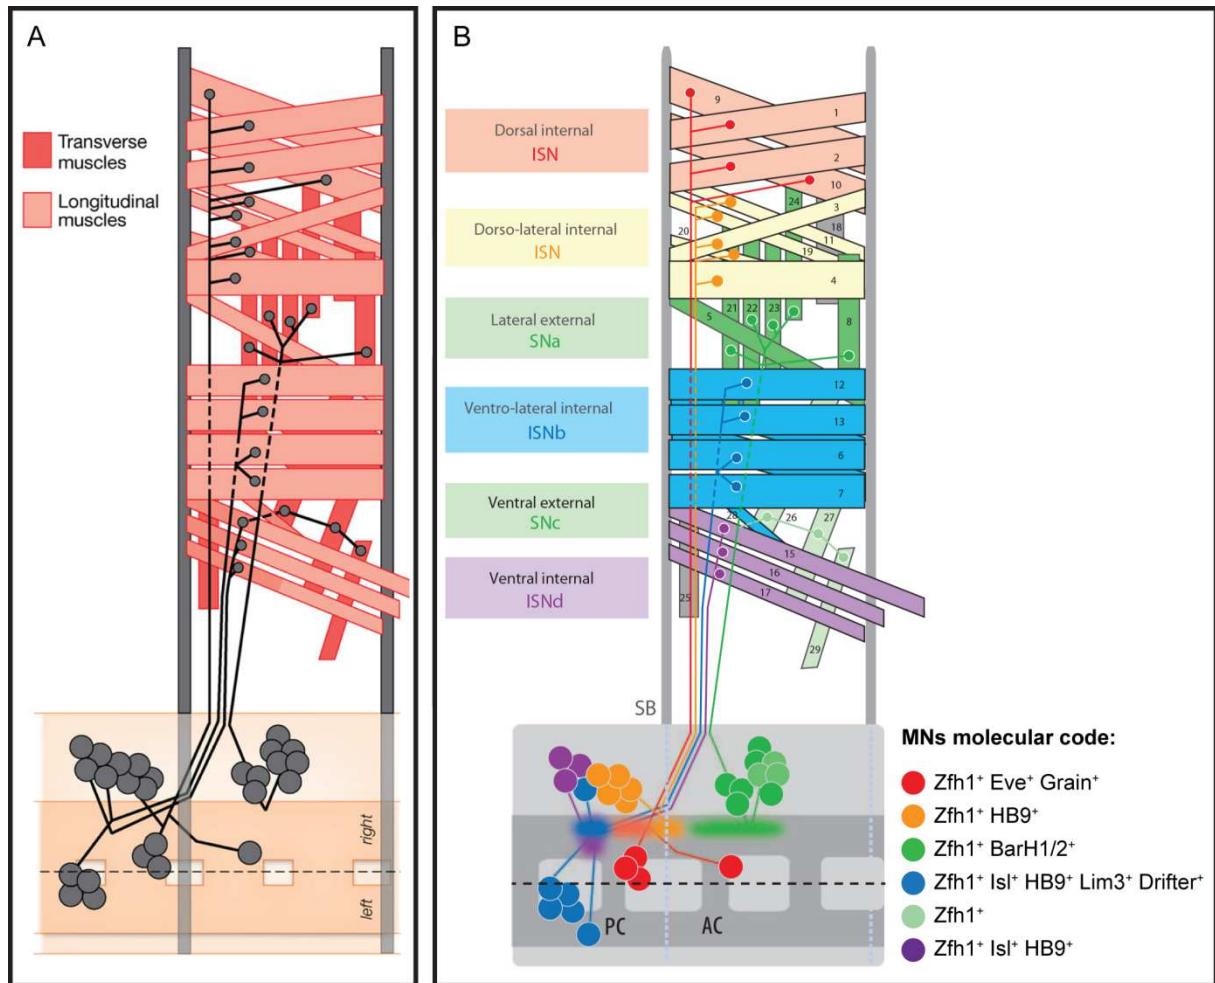 A
Transverse
muscles
Longitudinal
muscles
right
left
B
Dorsal internal
ISN
Dorso-lateral internal
ISN
Lateral external
SNa
Ventro-lateral internal
ISNb
Ventral external
SNc
Ventral internal
ISNd
9
1
2
10
24
3
18
20
11
19
4
21
22
23
5
8
12
13
6
7
28
26
27
15
16
17
25
29
SB
PC
AC
MNs molecular code:
Zfh1⁺ Eve⁺ Grain⁺
Zfh1⁺ HB9⁺
Zfh1⁺ BarH1/2⁺
Zfh1⁺ Isl⁺ HB9⁺ Lim3⁺ Drifter⁺
Zfh1⁺
Zfh1⁺ Isl⁺ HB9⁺